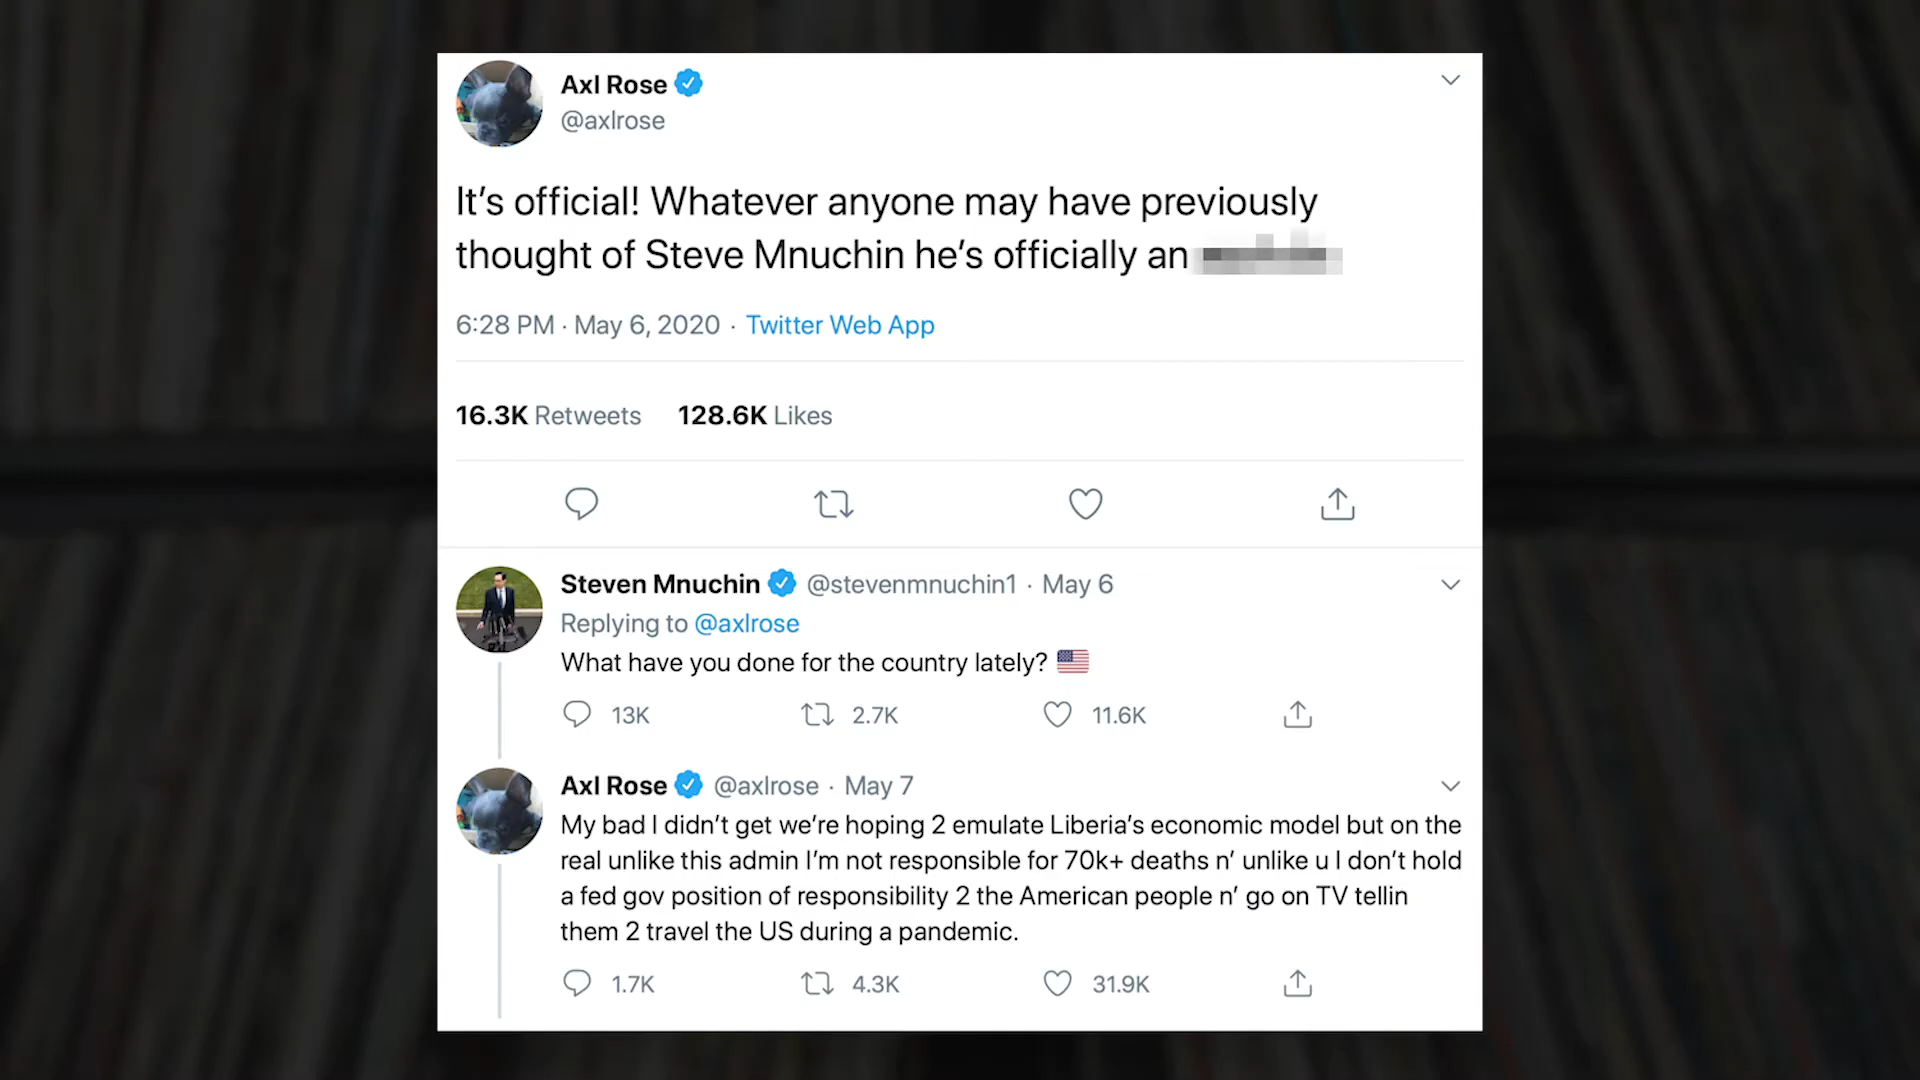 Axl Rose
@axlrose
It's official! Whatever anyone may have previously
thought of Steve Mnuchin he's officially an
6:28 PM · May 6, 2020 · Twitter Web App
16.3K Retweets 128.6K Likes
Steven Mnuchin @stevenmnuchin1 · May 6
Replying to @axlrose
What have you done for the country lately? 🇺🇸
13K 2.7K 11.6K
Axl Rose @axlrose · May 7
My bad I didn't get we're hoping 2 emulate Liberia's economic model but on the
real unlike this admin I'm not responsible for 70k+ deaths n' unlike u I don't hold
a fed gov position of responsibility 2 the American people n' go on TV tellin
them 2 travel the US during a pandemic.
1.7K 4.3K 31.9K